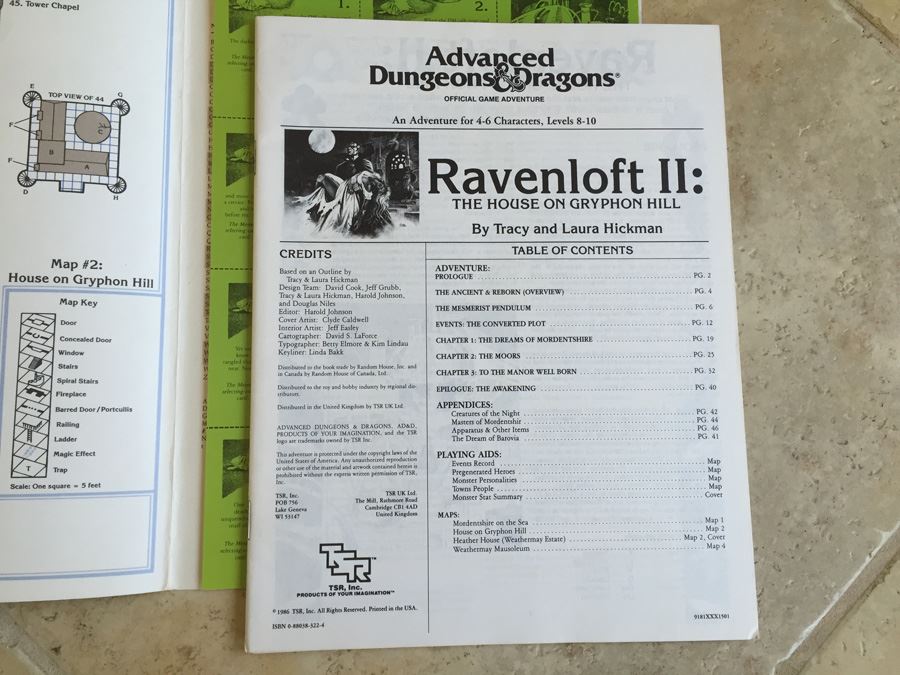 45. Tower Chapel
E
TOP VIEW OF 44
G
F
C
B
A
F
D
H
Map #2:
House on Gryphon Hill
Map Key
Door
Concealed Door
Window
Stairs
Spiral Stairs
Fireplace
Barred Door / Portcullis
Railing
Ladder
Magic Effect
T
Trap
Scale: One square = 5 feet
1.
2.
Advanced
Dungeons & Dragons®
OFFICIAL GAME ADVENTURE
An Adventure for 4-6 Characters, Levels 8-10
Ravenloft II:
THE HOUSE ON GRYPHON HILL
By Tracy and Laura Hickman
CREDITS
Based on an Outline by
Tracy & Laura Hickman
Design Team: David Cook, Jeff Grubb,
Tracy & Laura Hickman, Harold Johnson,
and Douglas Niles
Editor: Harold Johnson
Cover Artist: Clyde Caldwell
Interior Artist: Jeff Easley
Cartographer: David S. LaForce
Typographer: Betty Elmore & Kim Lindau
Keyliner: Linda Bakk
Distributed to the book trade by Random House, Inc. and
in Canada by Random House of Canada, Ltd.
Distributed to the toy and hobby industry by regional dis-
tributors.
Distributed in the United Kingdom by TSR UK Ltd.
ADVANCED DUNGEONS & DRAGONS, AD&D,
PRODUCTS OF YOUR IMAGINATION, and the TSR
logo are trademarks owned by TSR Inc.
This adventure is protected under the copyright laws of the
United States of America. Any unauthorized reproduction
or other use of the material and artwork contained herein is
prohibited without the express written permission of TSR,
Inc.
TSR, Inc.
POB 756
Lake Geneva
WI 53147
TSR UK Ltd.
The Mill, Rathmore Road
Cambridge CB1 4AD
United Kingdom
TSR™
TSR, Inc.
PRODUCTS OF YOUR IMAGINATION™
© 1986 TSR, Inc. All Rights Reserved. Printed in the USA.
ISBN 0-88038-322-4
TABLE OF CONTENTS
ADVENTURE:
PROLOGUE PG. 2
THE ANCIENT & REBORN (OVERVIEW) PG. 4
THE MESMERIST PENDULUM PG. 6
EVENTS: THE CONVERTED PLOT PG. 12
CHAPTER 1: THE DREAMS OF MORDENTSHIRE PG. 19
CHAPTER 2: THE MOORS PG. 25
CHAPTER 3: TO THE MANOR WELL BORN PG. 32
EPILOGUE: THE AWAKENING PG. 40
APPENDICES:
Creatures of the Night PG. 42
Masters of Mordentshir PG. 44
Apparatus & Other Items PG. 46
The Dream of Barovia PG. 41
PLAYING AIDS:
Events Record Map
Pregenerated Heroes Map
Monster Personalities Map
Towns People Map
Monster Stat Summary Cover
MAPS:
Mordentshire on the Sea Map 1
House on Gryphon Hill Map 2
Heather House (Weathermay Estate) Map 2, Cover
Weathermay Mausoleum Map 4
9181XXX1501